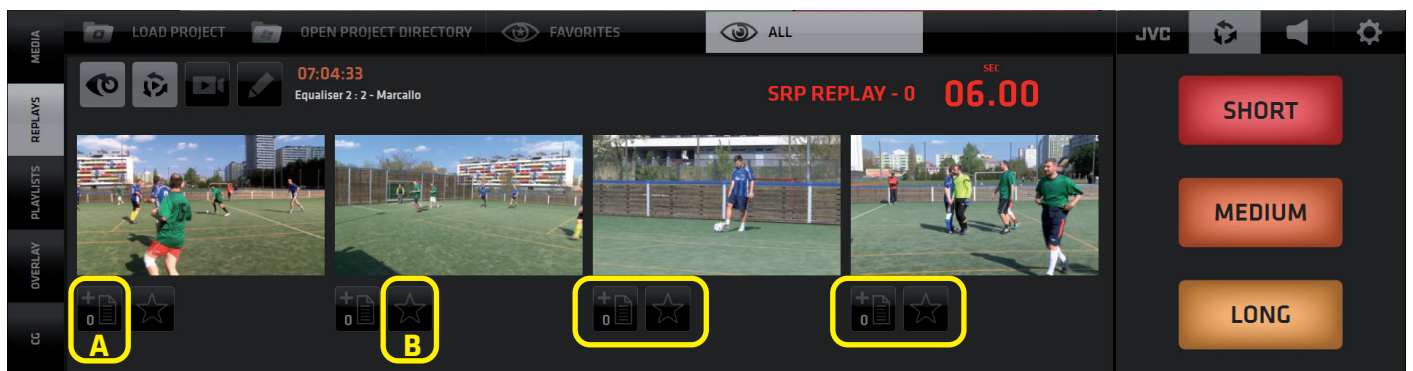 MEDIA
REPLAYS
PLAYLISTS
OVERLAY
CG
LOAD PROJECT
OPEN PROJECT DIRECTORY
FAVORITES
ALL
JVC
07:04:33
Equaliser 2 : 2 - Marcallo
SRP REPLAY - 0
SEC
06.00
SHORT
MEDIUM
LONG
+
0
A
+
0
B
+
0
+
0